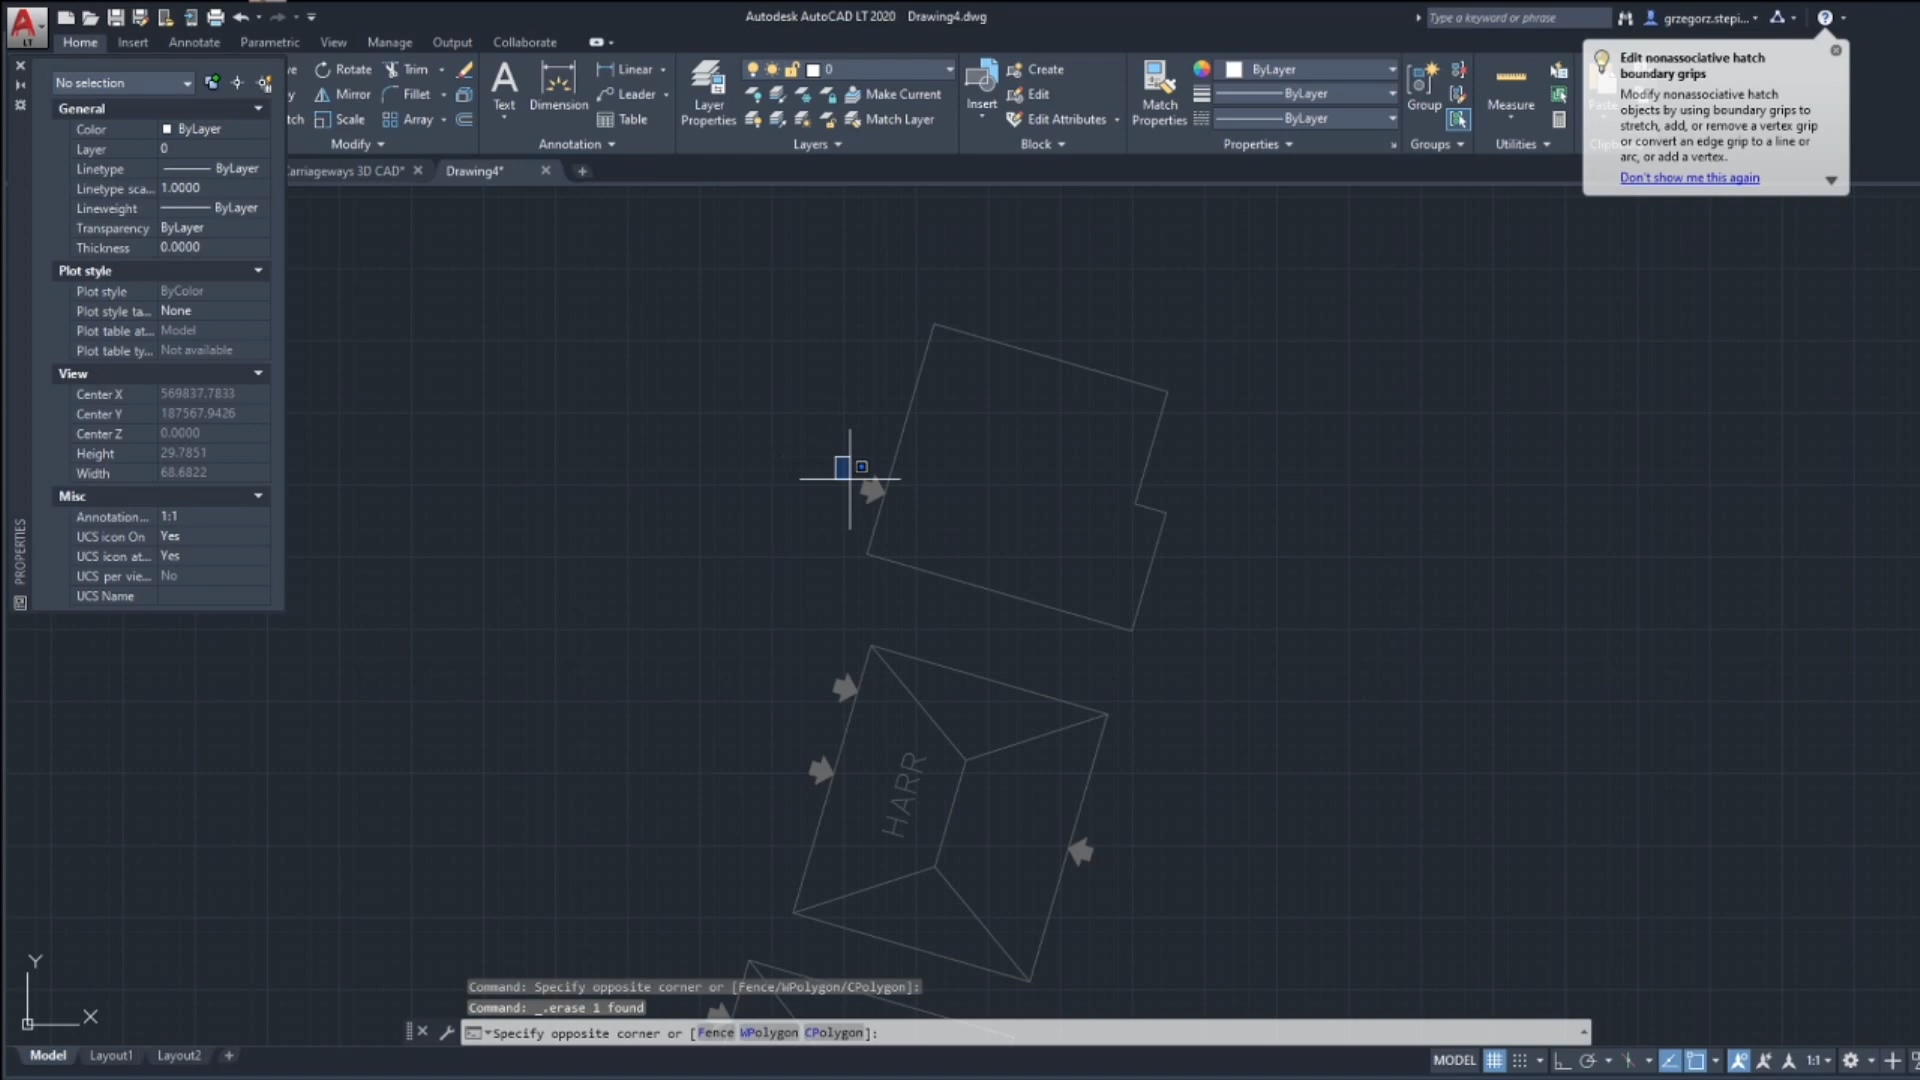 Autodesk AutoCAD LT 2020 Drawing4.dwg
Type a keyword or phrase
grzegorz.stepi...
LT
Home Insert Annotate Parametric View Manage Output Collaborate
No selection
General
Color ByLayer
Layer 0
Linetype ByLayer
Linetype sca... 1.0000
Lineweight ByLayer
Transparency ByLayer
Thickness 0.0000
Plot style
Plot style ByColor
Plot style ta... None
Plot table at... Model
Plot table ty... Not available
View
Center X 569837.7833
Center Y 187567.9426
Center Z 0.0000
Height 29.7851
Width 68.6822
Misc
Annotation... 1:1
UCS icon On Yes
UCS icon at... Yes
UCS per vie... No
UCS Name
PROPERTIES
Rotate Trim
Mirror Fillet
Scale Array
Modify
Text
Dimension
Linear
Leader
Table
Annotation
Layer Properties
0
Make Current
Match Layer
Layers
Insert
Create
Edit
Edit Attributes
Block
Match Properties
ByLayer
ByLayer
ByLayer
Properties
Group
Groups
Measure
Utilities
Edit nonassociative hatch
boundary grips
Modify nonassociative hatch
objects by using boundary grips to
stretch, add, or remove a vertex grip
or convert an edge grip to a line or
arc, or add a vertex.
Don't show me this again
arriageways 3D CAD*
Drawing4*
HARR
Y
X
Command: Specify opposite corner or [Fence/WPolygon/CPolygon]:
Command: _.erase 1 found
Specify opposite corner or [Fence WPolygon CPolygon]:
Model Layout1 Layout2
MODEL
1:1